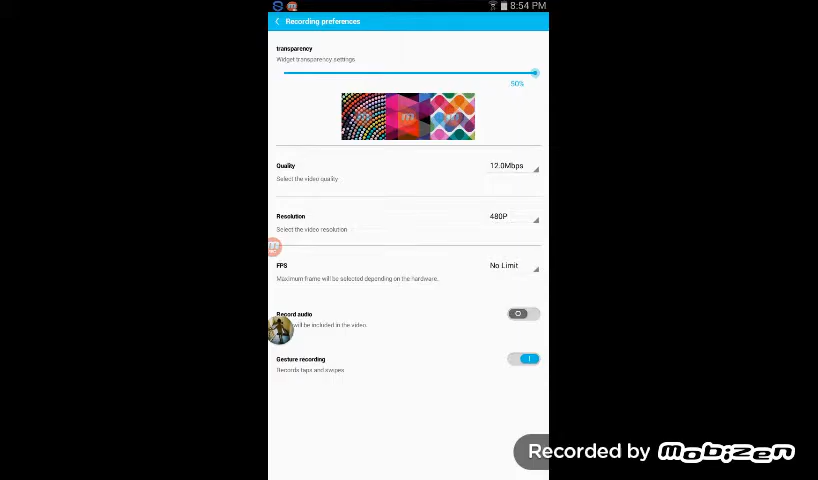 8:54 PM
Recording preferences
transparency
Widget transparency settings
50%
Quality
12.0Mbps
Select the video quality
Resolution
480P
Select the video resolution
FPS
No Limit
Maximum frame will be selected depending on the hardware.
Record audio
will be included in the video.
Gesture recording
Records taps and swipes
Recorded by mobizen